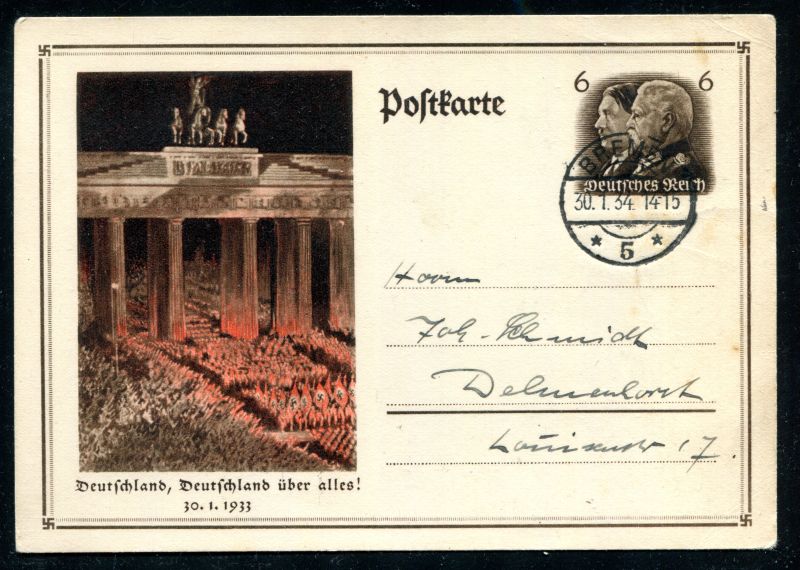 Postkarte
6 6
Deutsches Reich
BREMEN
30.1.34. 14-15
* 5 *
Herrn
Joh. Schmidt
Delmenhorst
17.
Deutschland, Deutschland über alles!
30. 1. 1933